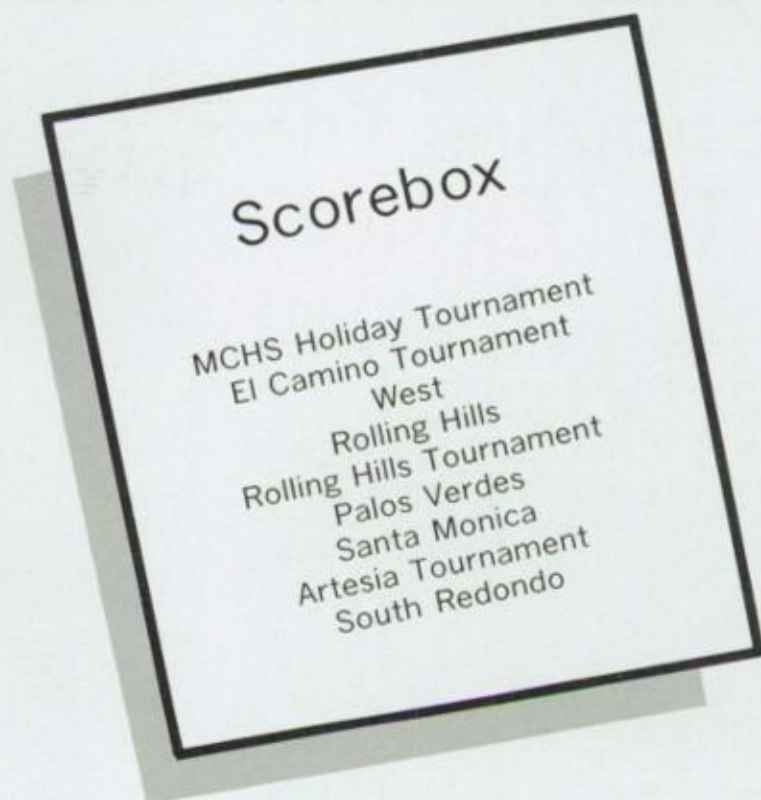 Scorebox
MCHS Holiday Tournament
El Camino Tournament
West
Rolling Hills
Rolling Hills Tournament
Palos Verdes
Santa Monica
Artesia Tournament
South Redondo